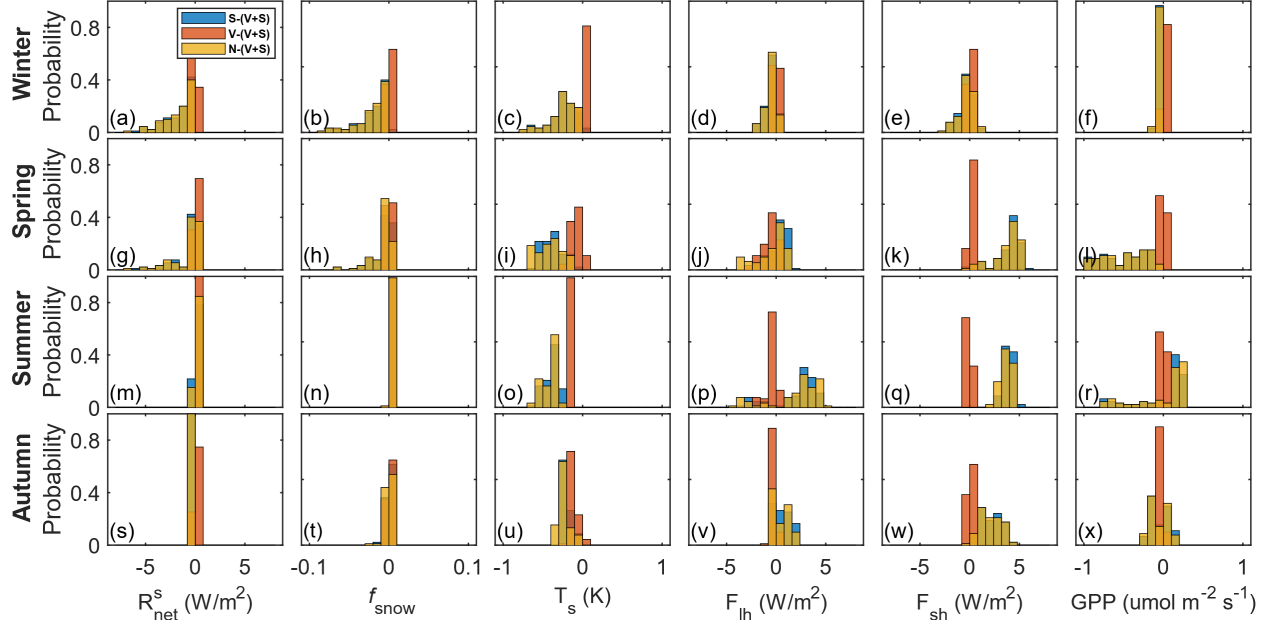 S-(V+S)
V-(V+S)
N-(V+S)
Winter
Probability
0.8
0.4
0
(a) (b) (c) (d) (e) (f)
Spring
Probability
0.8
0.4
0
(g) (h) (i) (j) (k) (l)
Summer
Probability
0.8
0.4
0
(m) (n) (o) (p) (q) (r)
Autumn
Probability
0.8
0.4
0
(s) (t) (u) (v) (w) (x)
-5 0 5 -0.1 0 0.1 -1 0 1 -5 0 5 -5 0 5 -1 0 1
R^s_net (W/m²) f_snow T_s (K) F_lh (W/m²) F_sh (W/m²) GPP (umol m⁻² s⁻¹)